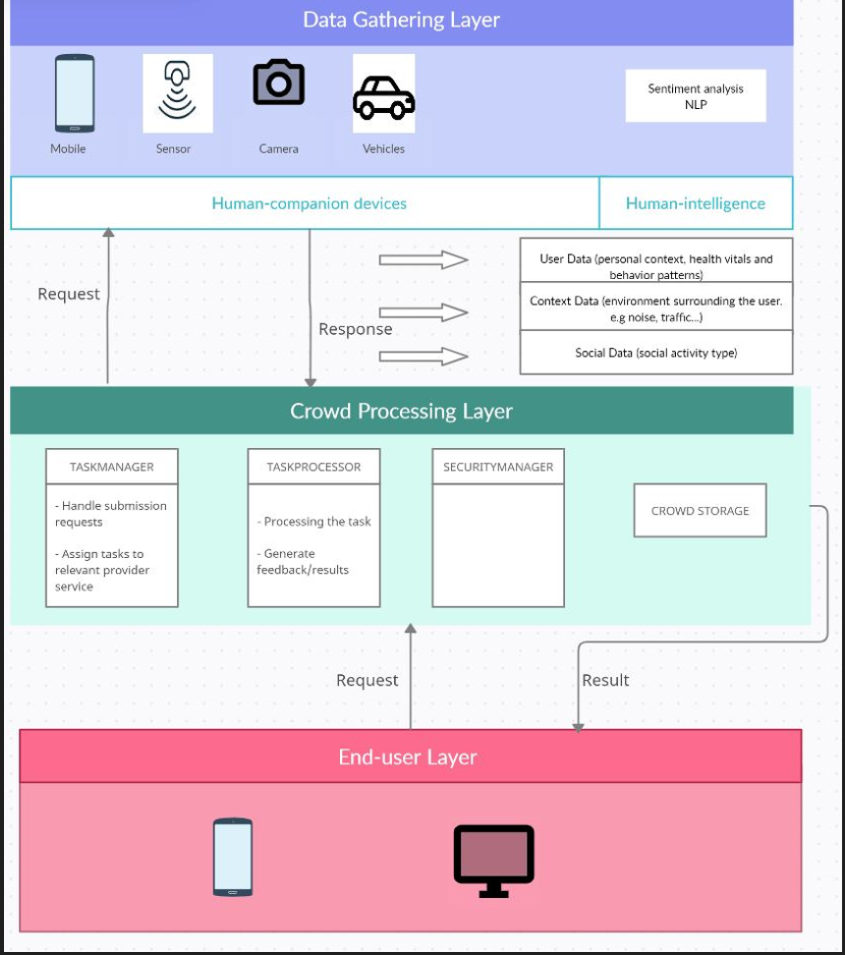 Data Gathering Layer
Mobile
Sensor
Camera
Vehicles
Sentiment analysis
NLP
Human-companion devices
Human-intelligence
Request
Response
User Data (personal context, health vitals and
behavior patterns)
Context Data (environment surrounding the user.
e.g noise, traffic...)
Social Data (social activity type)
Crowd Processing Layer
TASKMANAGER
- Handle submission
requests
- Assign tasks to
relevant provider
service
TASKPROCESSOR
- Processing the task
- Generate
feedback/results
SECURITYMANAGER
CROWD STORAGE
Request
Result
End-user Layer